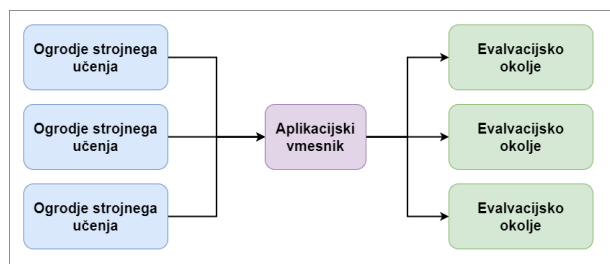 Ogrodje strojnega
učenja
Ogrodje strojnega
učenja
Ogrodje strojnega
učenja
Aplikacijski
vmesnik
Evalvacijsko
okolje
Evalvacijsko
okolje
Evalvacijsko
okolje